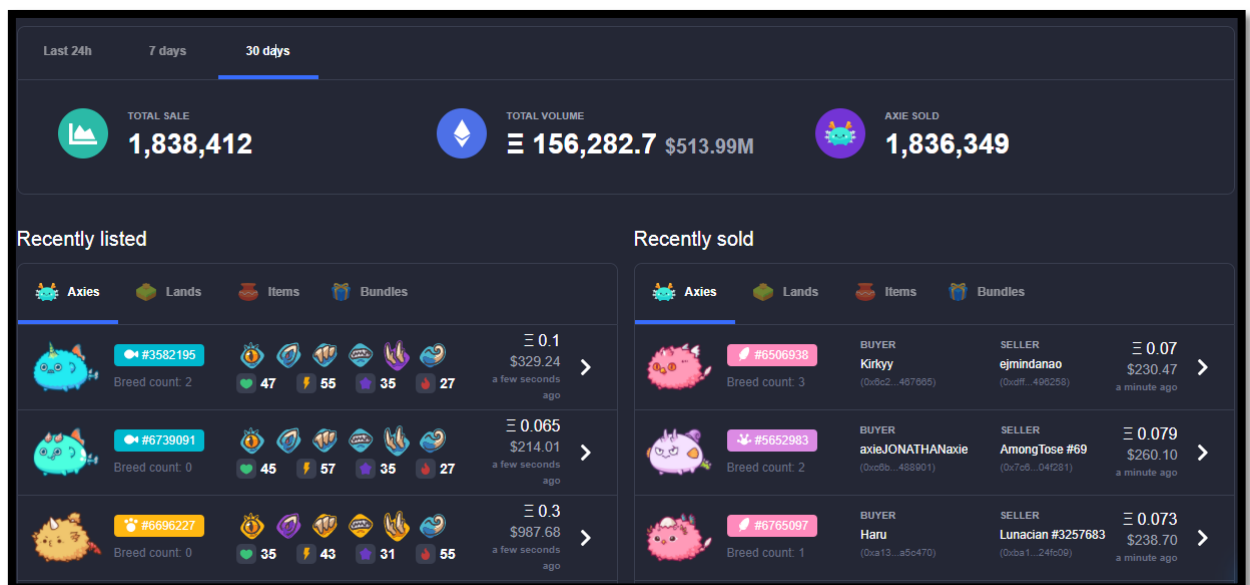 Last 24h 7 days 30 days
TOTAL SALE
1,838,412
TOTAL VOLUME
Ξ 156,282.7 $513.99M
AXIE SOLD
1,836,349
Recently listed
Axies Lands Items Bundles
#3582195
Breed count: 2
47 55 35 27
Ξ 0.1
$329.24
a few seconds
ago
#6739091
Breed count: 0
45 57 35 27
Ξ 0.065
$214.01
a few seconds
ago
#6696227
Breed count: 0
35 43 31 55
Ξ 0.3
$987.68
a few seconds
ago
Recently sold
Axies Lands Items Bundles
#6506938
Breed count: 3
BUYER
Kirkyy
(0x6c2...467665)
SELLER
ejmindanao
(0xdff...496258)
Ξ 0.07
$230.47
a minute ago
#5652983
Breed count: 2
BUYER
axieJONATHANaxie
(0xc6b...488901)
SELLER
AmongTose #69
(0x7c6...04f281)
Ξ 0.079
$260.10
a minute ago
#6765097
Breed count: 1
BUYER
Haru
(0xa13...a5c470)
SELLER
Lunacian #3257683
(0xba1...24fc09)
Ξ 0.073
$238.70
a minute ago